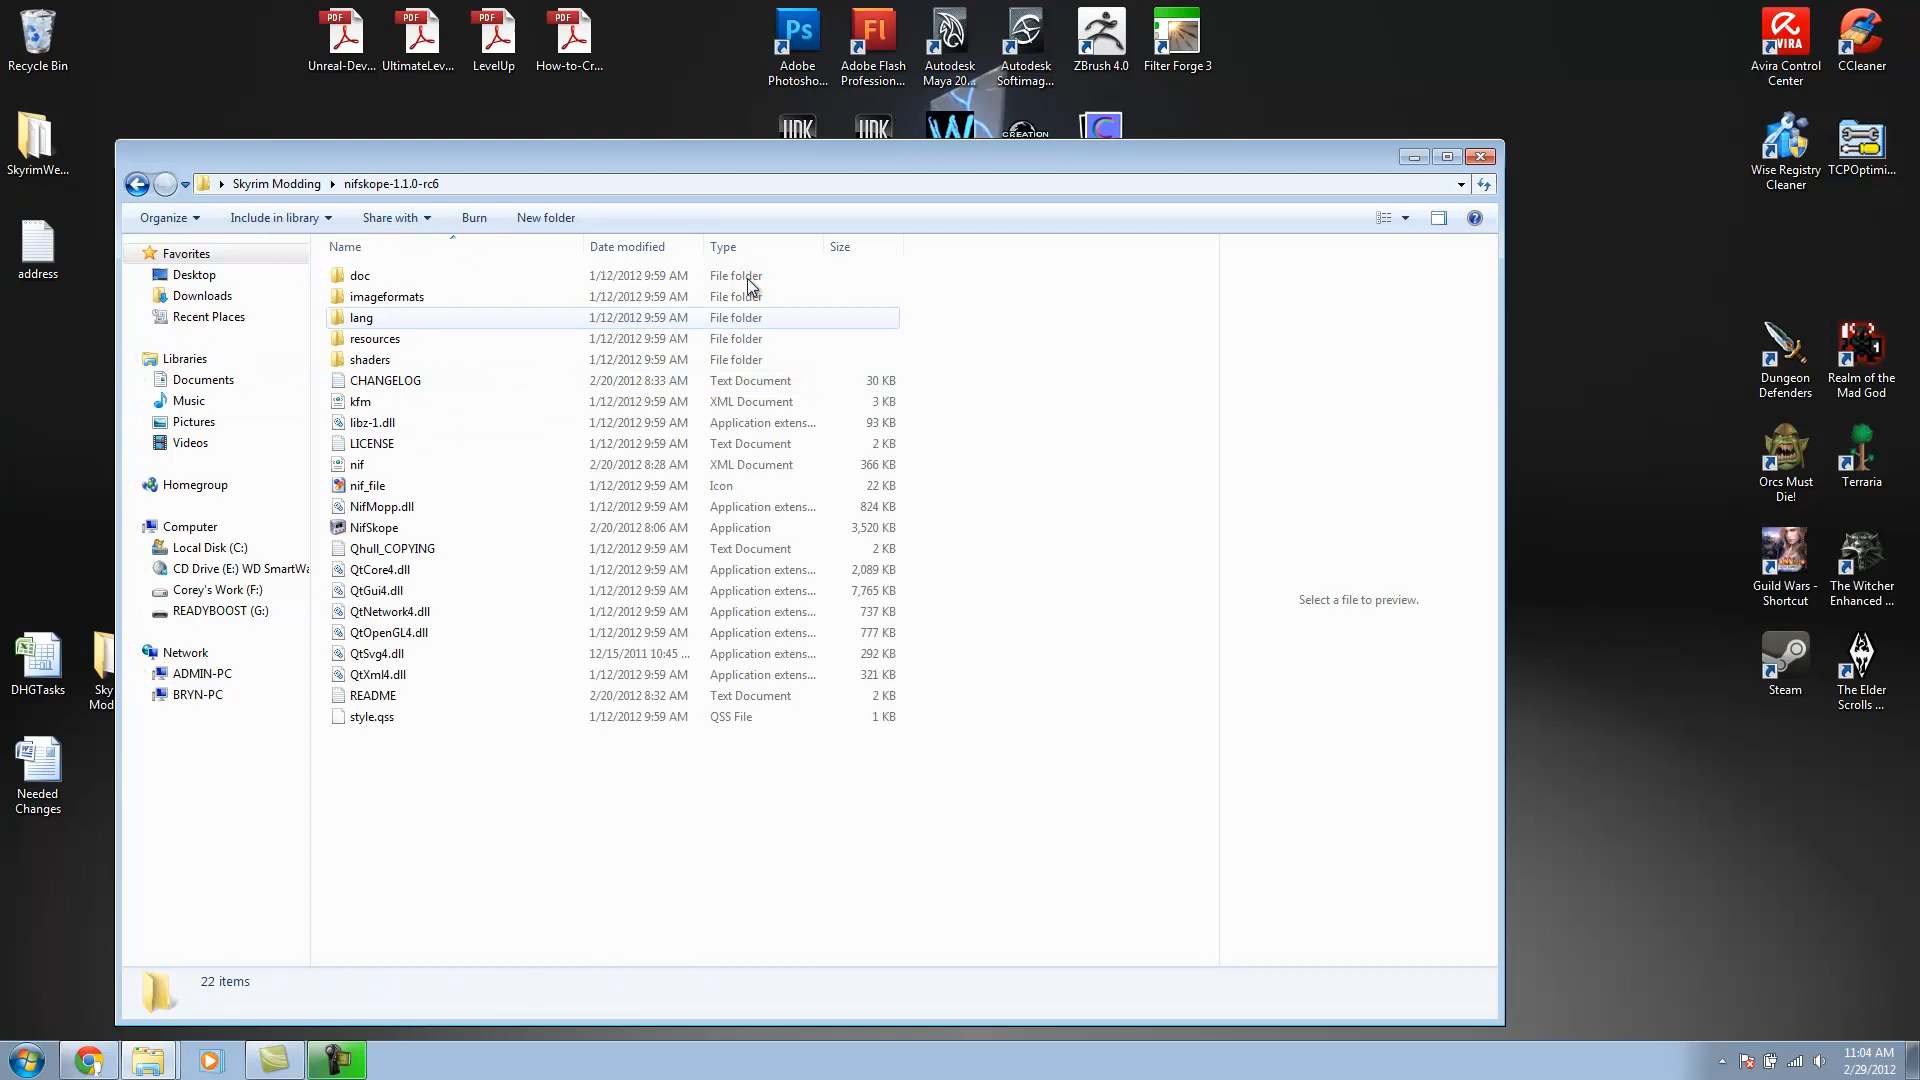 Recycle Bin
Unreal-Dev...
UltimateLev...
LevelUp
How-to-Cr...
Ps
Adobe
Photosho...
Fl
Adobe Flash
Profession...
Autodesk
Maya 20...
Autodesk
Softimag...
ZBrush 4.0
Filter Forge 3
AVIRA
Avira Control
Center
CCleaner
UDK
UDK
W
CREATION
C
SkyrimWe...
Wise Registry
Cleaner
TCPOptimi...
Skyrim Modding
nifskope-1.1.0-rc6
Organize
Include in library
Share with
Burn
New folder
address
Favorites
Desktop
Downloads
Recent Places
Libraries
Documents
Music
Pictures
Videos
Homegroup
Computer
Local Disk (C:)
CD Drive (E:) WD SmartWa
Corey's Work (F:)
READYBOOST (G:)
Network
ADMIN-PC
BRYN-PC
Name Date modified Type Size
doc 1/12/2012 9:59 AM File folder
imageformats 1/12/2012 9:59 AM File folder
lang 1/12/2012 9:59 AM File folder
resources 1/12/2012 9:59 AM File folder
shaders 1/12/2012 9:59 AM File folder
CHANGELOG 2/20/2012 8:33 AM Text Document 30 KB
kfm 1/12/2012 9:59 AM XML Document 3 KB
libz-1.dll 1/12/2012 9:59 AM Application extens... 93 KB
LICENSE 1/12/2012 9:59 AM Text Document 2 KB
nif 2/20/2012 8:28 AM XML Document 366 KB
nif_file 1/12/2012 9:59 AM Icon 22 KB
NifMopp.dll 1/12/2012 9:59 AM Application extens... 824 KB
NifSkope 2/20/2012 8:06 AM Application 3,520 KB
Qhull_COPYING 1/12/2012 9:59 AM Text Document 2 KB
QtCore4.dll 1/12/2012 9:59 AM Application extens... 2,089 KB
QtGui4.dll 1/12/2012 9:59 AM Application extens... 7,765 KB
QtNetwork4.dll 1/12/2012 9:59 AM Application extens... 737 KB
QtOpenGL4.dll 1/12/2012 9:59 AM Application extens... 777 KB
QtSvg4.dll 12/15/2011 10:45 ... Application extens... 292 KB
QtXml4.dll 1/12/2012 9:59 AM Application extens... 321 KB
README 2/20/2012 8:32 AM Text Document 2 KB
style.qss 1/12/2012 9:59 AM QSS File 1 KB
Select a file to preview.
22 items
Dungeon
Defenders
Realm of the
Mad God
Orcs Must
Die!
Terraria
Guild Wars -
Shortcut
The Witcher
Enhanced ...
Steam
The Elder
Scrolls ...
DHGTasks
Sky
Mod
Needed
Changes
11:04 AM
2/29/2012